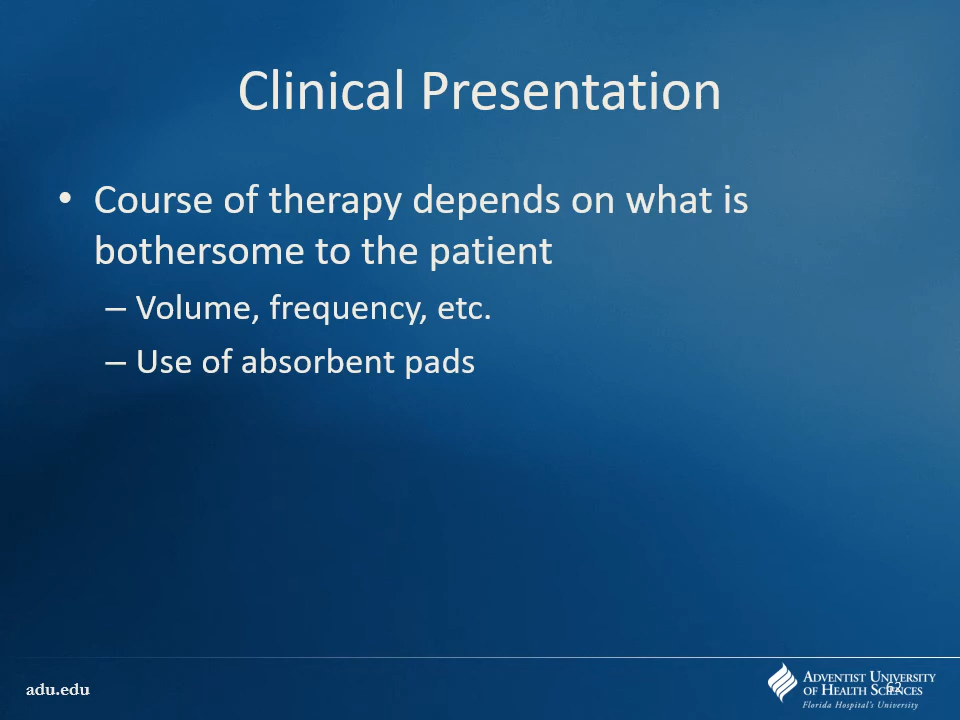 Clinical Presentation
• Course of therapy depends on what is
bothersome to the patient
– Volume, frequency, etc.
– Use of absorbent pads
adu.edu
ADVENTIST UNIVERSITY
OF HEALTH SCIENCES
62
Florida Hospital's University